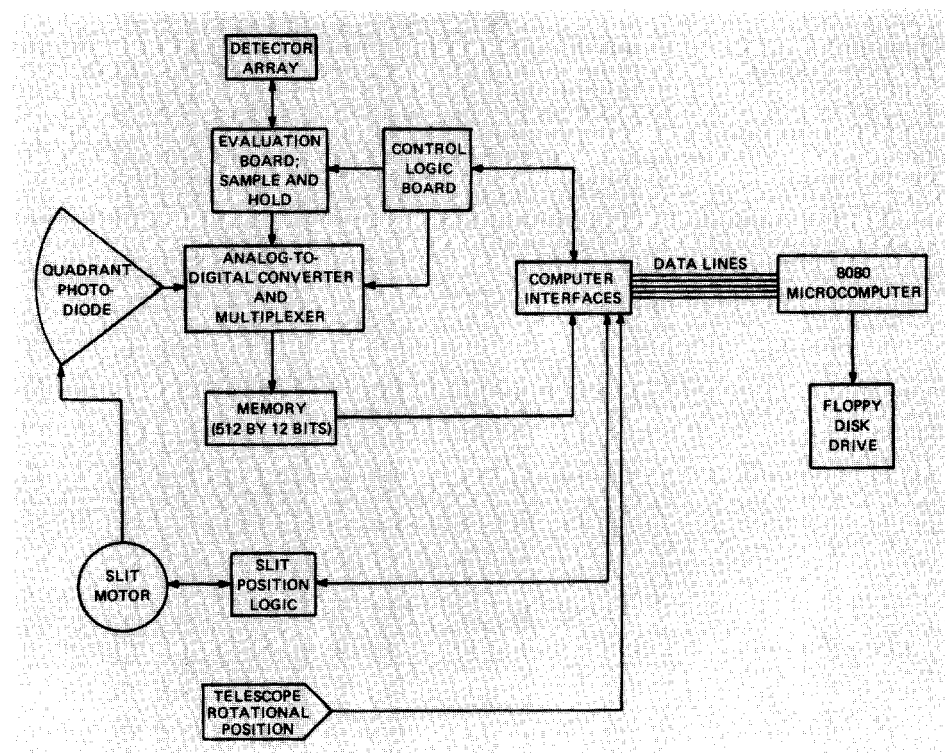 DETECTOR
ARRAY
EVALUATION
BOARD;
SAMPLE AND
HOLD
CONTROL
LOGIC
BOARD
QUADRANT
PHOTO-
DIODE
ANALOG-TO-
DIGITAL CONVERTER
AND
MULTIPLEXER
COMPUTER
INTERFACES
DATA LINES
8080
MICROCOMPUTER
MEMORY
(512 BY 12 BITS)
FLOPPY
DISK
DRIVE
SLIT
MOTOR
SLIT
POSITION
LOGIC
TELESCOPE
ROTATIONAL
POSITION